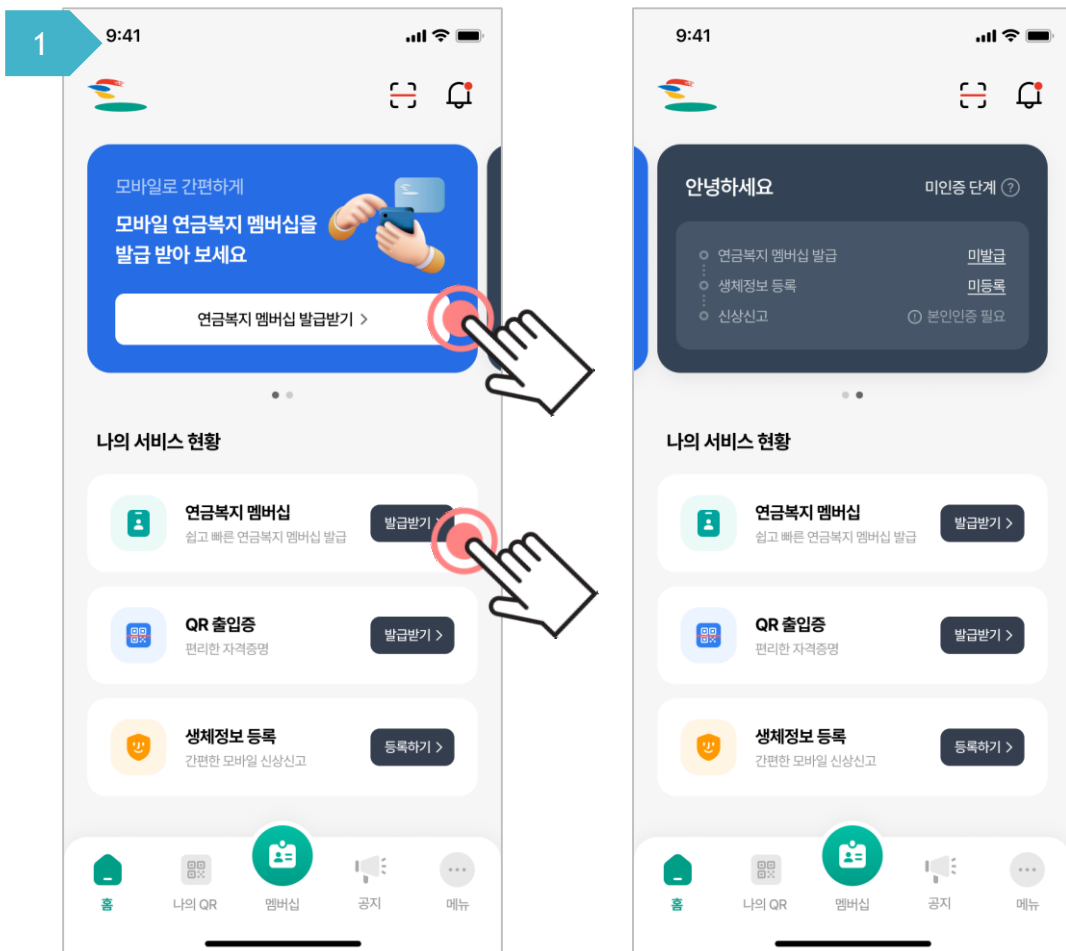 1
9:41
모바일로 간편하게
모바일 연금복지 멤버십을
발급 받아 보세요
연금복지 멤버십 발급받기 >
나의 서비스 현황
연금복지 멤버십
쉽고 빠른 연금복지 멤버십 발급
발급받기 >
QR 출입증
편리한 자격증명
발급받기 >
생체정보 등록
간편한 모바일 신상신고
등록하기 >
홈
나의 QR
멤버십
공지
메뉴
9:41
안녕하세요
미인증 단계 ?
연금복지 멤버십 발급
미발급
생체정보 등록
미등록
신상신고
본인인증 필요
나의 서비스 현황
연금복지 멤버십
쉽고 빠른 연금복지 멤버십 발급
발급받기 >
QR 출입증
편리한 자격증명
발급받기 >
생체정보 등록
간편한 모바일 신상신고
등록하기 >
홈
나의 QR
멤버십
공지
메뉴